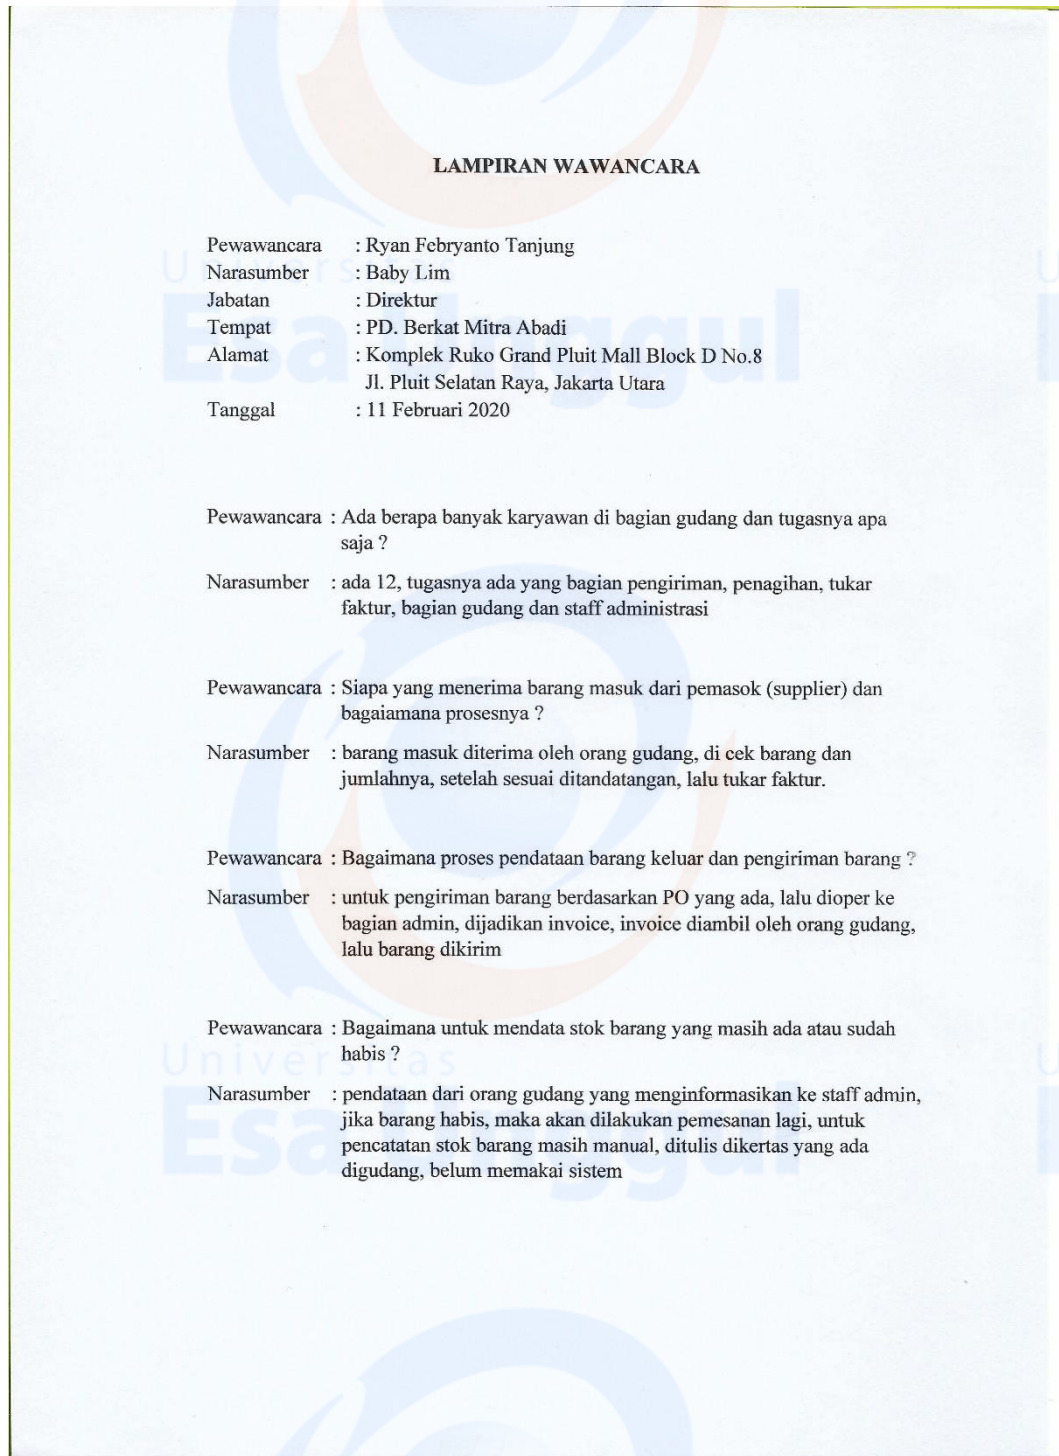 LAMPIRAN WAWANCARA
Pewawancara : Ryan Febryanto Tanjung
Narasumber : Baby Lim
Jabatan : Direktur
Tempat : PD. Berkat Mitra Abadi
Alamat : Komplek Ruko Grand Pluit Mall Block D No.8
Jl. Pluit Selatan Raya, Jakarta Utara
Tanggal : 11 Februari 2020
Pewawancara : Ada berapa banyak karyawan di bagian gudang dan tugasnya apa
saja ?
Narasumber : ada 12, tugasnya ada yang bagian pengiriman, penagihan, tukar
faktur, bagian gudang dan staff administrasi
Pewawancara : Siapa yang menerima barang masuk dari pemasok (supplier) dan
bagaiamana prosesnya ?
Narasumber : barang masuk diterima oleh orang gudang, di cek barang dan
jumlahnya, setelah sesuai ditandatangan, lalu tukar faktur.
Pewawancara : Bagaimana proses pendataan barang keluar dan pengiriman barang ?
Narasumber : untuk pengiriman barang berdasarkan PO yang ada, lalu dioper ke
bagian admin, dijadikan invoice, invoice diambil oleh orang gudang,
lalu barang dikirim
Pewawancara : Bagaimana untuk mendata stok barang yang masih ada atau sudah
habis ?
Narasumber : pendataan dari orang gudang yang menginformasikan ke staff admin,
jika barang habis, maka akan dilakukan pemesanan lagi, untuk
pencatatan stok barang masih manual, ditulis dikertas yang ada
digudang, belum memakai sistem
Universitas
Esa Unggul
Universitas
Esa Unggul